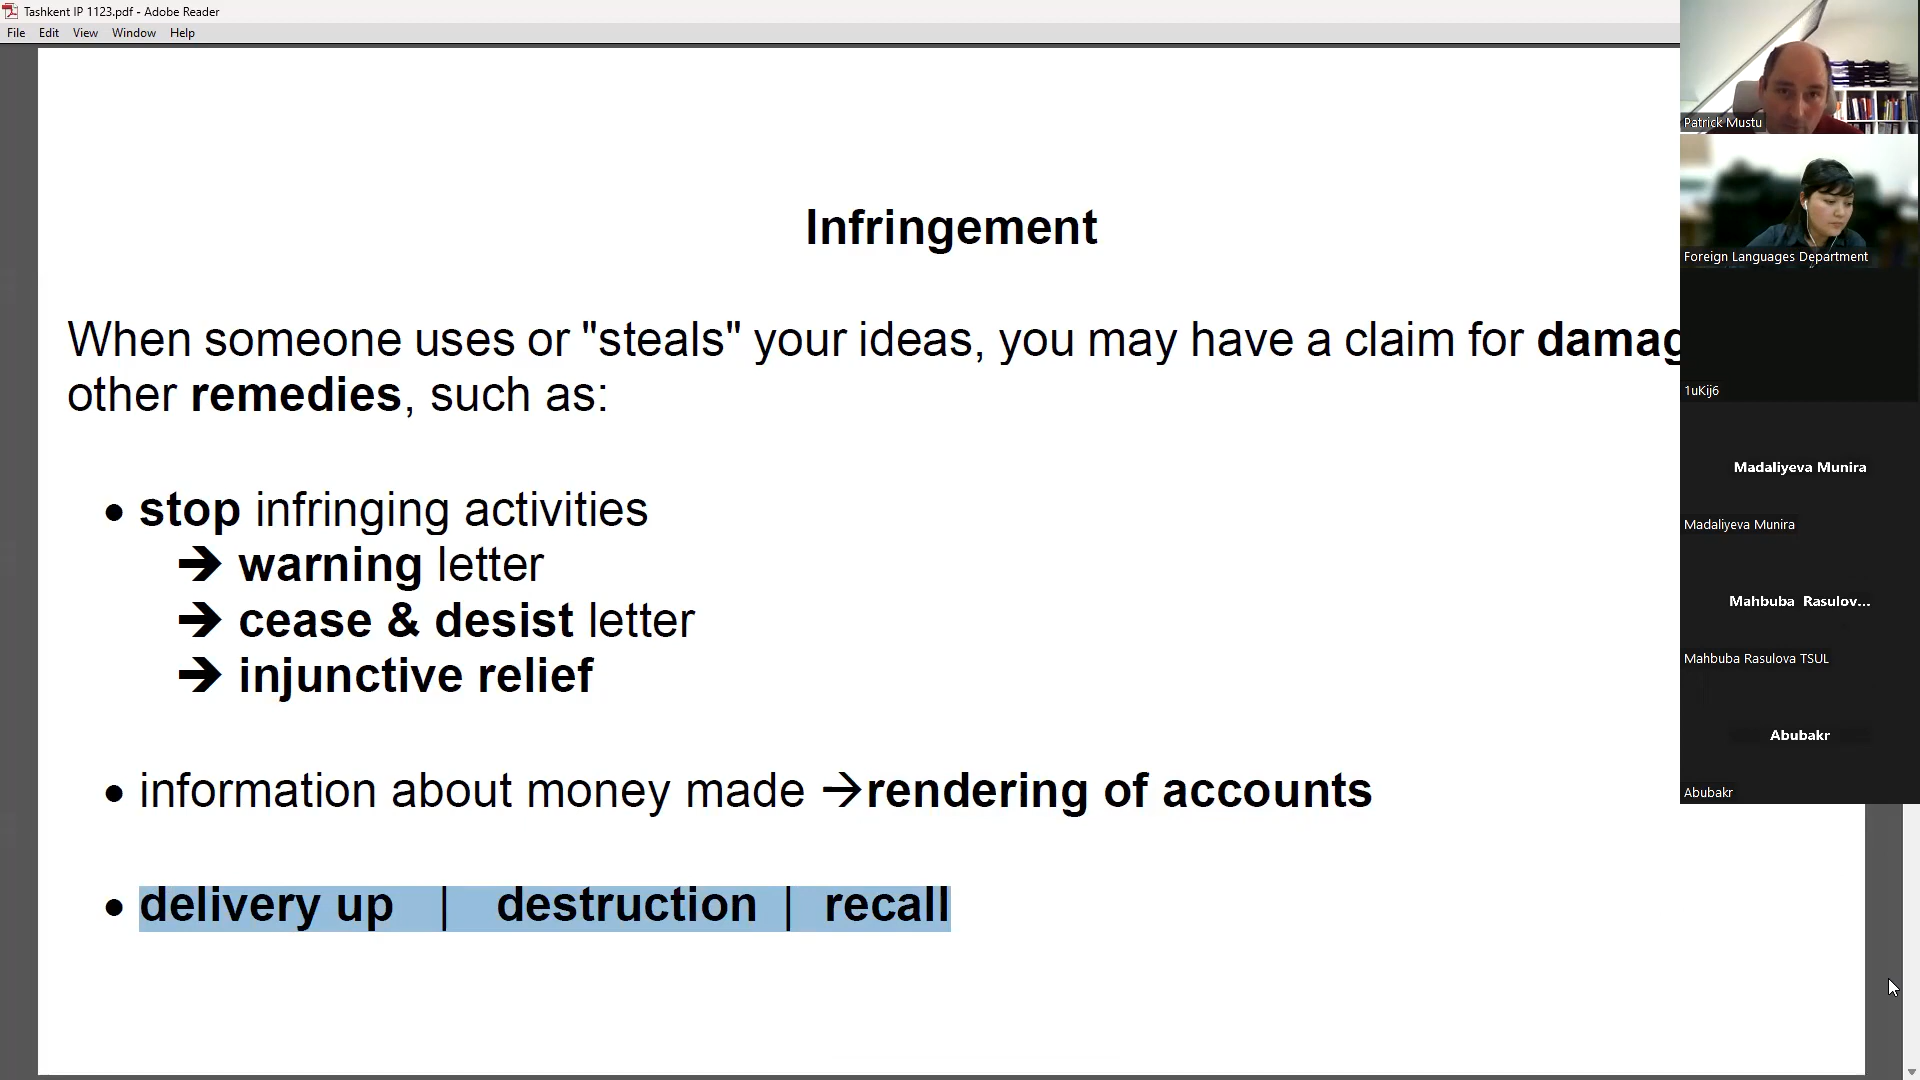 Tashkent IP 1123.pdf - Adobe Reader
File Edit View Window Help
Infringement
When someone uses or "steals" your ideas, you may have a claim for damag
other remedies, such as:
• stop infringing activities
➔ warning letter
➔ cease & desist letter
➔ injunctive relief
• information about money made →rendering of accounts
• delivery up | destruction | recall
Patrick Mustu
Foreign Languages Department
1uKij6
Madaliyeva Munira
Madaliyeva Munira
Mahbuba Rasulov...
Mahbuba Rasulova TSUL
Abubakr
Abubakr